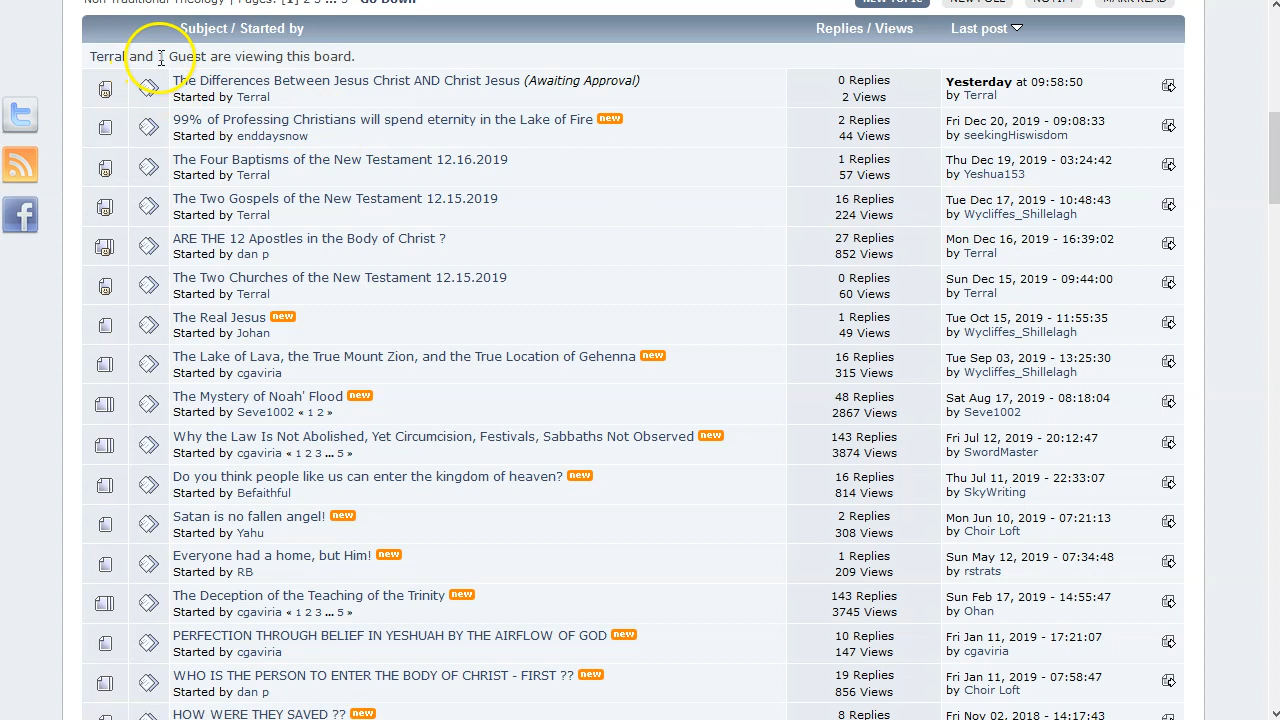 Non-Traditional Theology | Pages: [1] 2 3 ... 5 Go Down
NEW TOPIC NEW POLL NOTIFY MARK READ
Subject / Started by Replies / Views Last post
Terral and 1 Guest are viewing this board.
The Differences Between Jesus Christ AND Christ Jesus (Awaiting Approval)
Started by Terral
0 Replies
2 Views
Yesterday at 09:58:50
by Terral
99% of Professing Christians will spend eternity in the Lake of Fire new
Started by enddaysnow
2 Replies
44 Views
Fri Dec 20, 2019 - 09:08:33
by seekingHiswisdom
The Four Baptisms of the New Testament 12.16.2019
Started by Terral
1 Replies
57 Views
Thu Dec 19, 2019 - 03:24:42
by Yeshua153
The Two Gospels of the New Testament 12.15.2019
Started by Terral
16 Replies
224 Views
Tue Dec 17, 2019 - 10:48:43
by Wycliffes_Shillelagh
ARE THE 12 Apostles in the Body of Christ ?
Started by dan p
27 Replies
852 Views
Mon Dec 16, 2019 - 16:39:02
by Terral
The Two Churches of the New Testament 12.15.2019
Started by Terral
0 Replies
60 Views
Sun Dec 15, 2019 - 09:44:00
by Terral
The Real Jesus new
Started by Johan
1 Replies
49 Views
Tue Oct 15, 2019 - 11:55:35
by Wycliffes_Shillelagh
The Lake of Lava, the True Mount Zion, and the True Location of Gehenna new
Started by cgaviria
16 Replies
315 Views
Tue Sep 03, 2019 - 13:25:30
by Wycliffes_Shillelagh
The Mystery of Noah' Flood new
Started by Seve1002 « 1 2 »
48 Replies
2867 Views
Sat Aug 17, 2019 - 08:18:04
by Seve1002
Why the Law Is Not Abolished, Yet Circumcision, Festivals, Sabbaths Not Observed new
Started by cgaviria « 1 2 3 ... 5 »
143 Replies
3874 Views
Fri Jul 12, 2019 - 20:12:47
by SwordMaster
Do you think people like us can enter the kingdom of heaven? new
Started by Befaithful
16 Replies
814 Views
Thu Jul 11, 2019 - 22:33:07
by SkyWriting
Satan is no fallen angel! new
Started by Yahu
2 Replies
308 Views
Mon Jun 10, 2019 - 07:21:13
by Choir Loft
Everyone had a home, but Him! new
Started by RB
1 Replies
209 Views
Sun May 12, 2019 - 07:34:48
by rstrats
The Deception of the Teaching of the Trinity new
Started by cgaviria « 1 2 3 ... 5 »
143 Replies
3745 Views
Sun Feb 17, 2019 - 14:55:47
by Ohan
PERFECTION THROUGH BELIEF IN YESHUAH BY THE AIRFLOW OF GOD new
Started by cgaviria
10 Replies
147 Views
Fri Jan 11, 2019 - 17:21:07
by cgaviria
WHO IS THE PERSON TO ENTER THE BODY OF CHRIST - FIRST ?? new
Started by dan p
19 Replies
856 Views
Fri Jan 11, 2019 - 07:58:47
by Choir Loft
HOW WERE THEY SAVED ?? new
8 Replies
Fri Nov 02, 2018 - 14:17:43